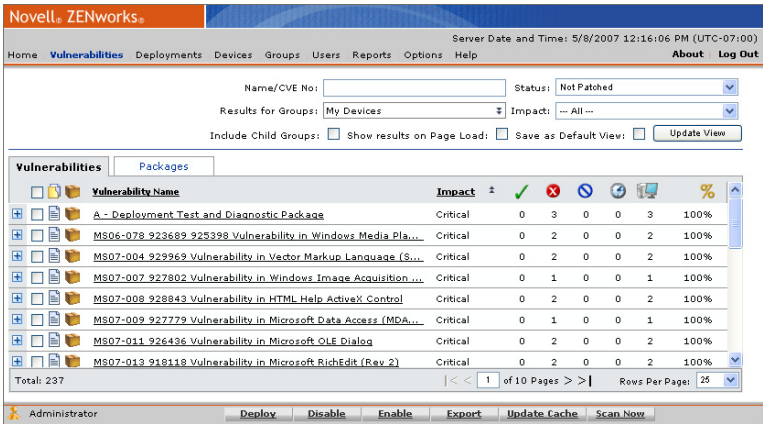 Novell® ZENworks®
Server Date and Time: 5/8/2007 12:16:06 PM (UTC-07:00)
Home Vulnerabilities Deployments Devices Groups Users Reports Options Help About Log Out
Name/CVE No: Status: Not Patched
Results for Groups: My Devices Impact: --- All ---
Include Child Groups: Show results on Page Load: Save as Default View: Update View
Vulnerabilities Packages
Vulnerability Name Impact %
A - Deployment Test and Diagnostic Package Critical 0 3 0 0 3 100%
MS06-078 923689 925398 Vulnerability in Windows Media Pla... Critical 0 2 0 0 2 100%
MS07-004 929969 Vulnerability in Vector Markup Language (S... Critical 0 2 0 0 2 100%
MS07-007 927802 Vulnerability in Windows Image Acquisition ... Critical 0 1 0 0 1 100%
MS07-008 928843 Vulnerability in HTML Help ActiveX Control Critical 0 2 0 0 2 100%
MS07-009 927779 Vulnerability in Microsoft Data Access (MDA... Critical 0 1 0 0 1 100%
MS07-011 926436 Vulnerability in Microsoft OLE Dialog Critical 0 2 0 0 2 100%
MS07-013 918118 Vulnerability in Microsoft RichEdit (Rev 2) Critical 0 2 0 0 2 100%
Total: 237 |< < 1 of 10 Pages > >| Rows Per Page: 25
Administrator Deploy Disable Enable Export Update Cache Scan Now